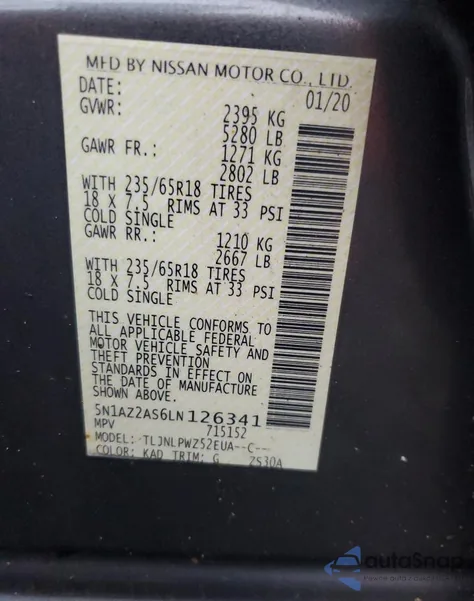 MFD BY NISSAN MOTOR CO., LTD.
DATE: 01/20
GVWR: 2395 KG
5280 LB
GAWR FR.: 1271 KG
2802 LB
WITH 235/65R18 TIRES
18 X 7.5 RIMS AT 33 PSI
COLD SINGLE
GAWR RR.: 1210 KG
2667 LB
WITH 235/65R18 TIRES
18 X 7.5 RIMS AT 33 PSI
COLD SINGLE
THIS VEHICLE CONFORMS TO
ALL APPLICABLE FEDERAL
MOTOR VEHICLE SAFETY AND
THEFT PREVENTION
STANDARDS IN EFFECT ON
THE DATE OF MANUFACTURE
SHOWN ABOVE.
5N1AZ2AS6LN126341
MPV 715152
MODEL: TLJNLPWZ52EUA--C--
COLOR: KAD TRIM: G ZS30A
autoSnap